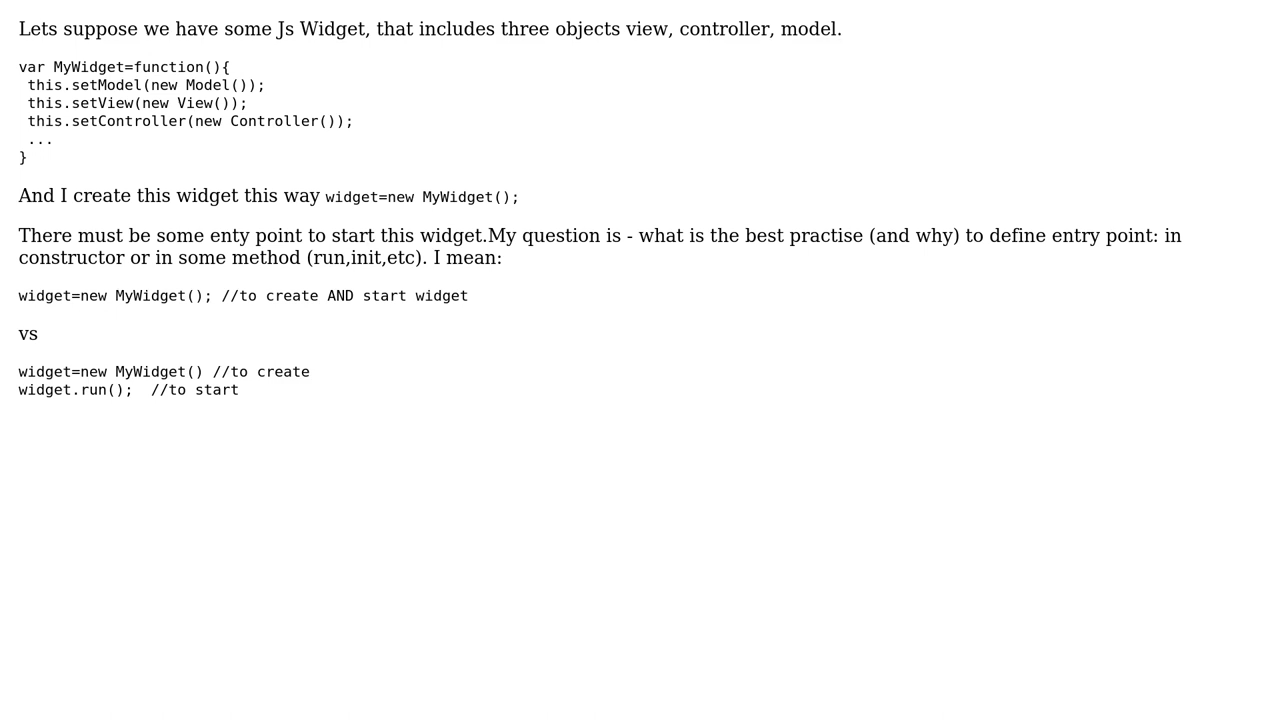 Lets suppose we have some Js Widget, that includes three objects view, controller, model.
var MyWidget=function(){
 this.setModel(new Model());
 this.setView(new View());
 this.setController(new Controller());
 ...
}
And I create this widget this way widget=new MyWidget();
There must be some enty point to start this widget.My question is - what is the best practise (and why) to define entry point: in
constructor or in some method (run,init,etc). I mean:
widget=new MyWidget(); //to create AND start widget
vs
widget=new MyWidget() //to create
widget.run();  //to start